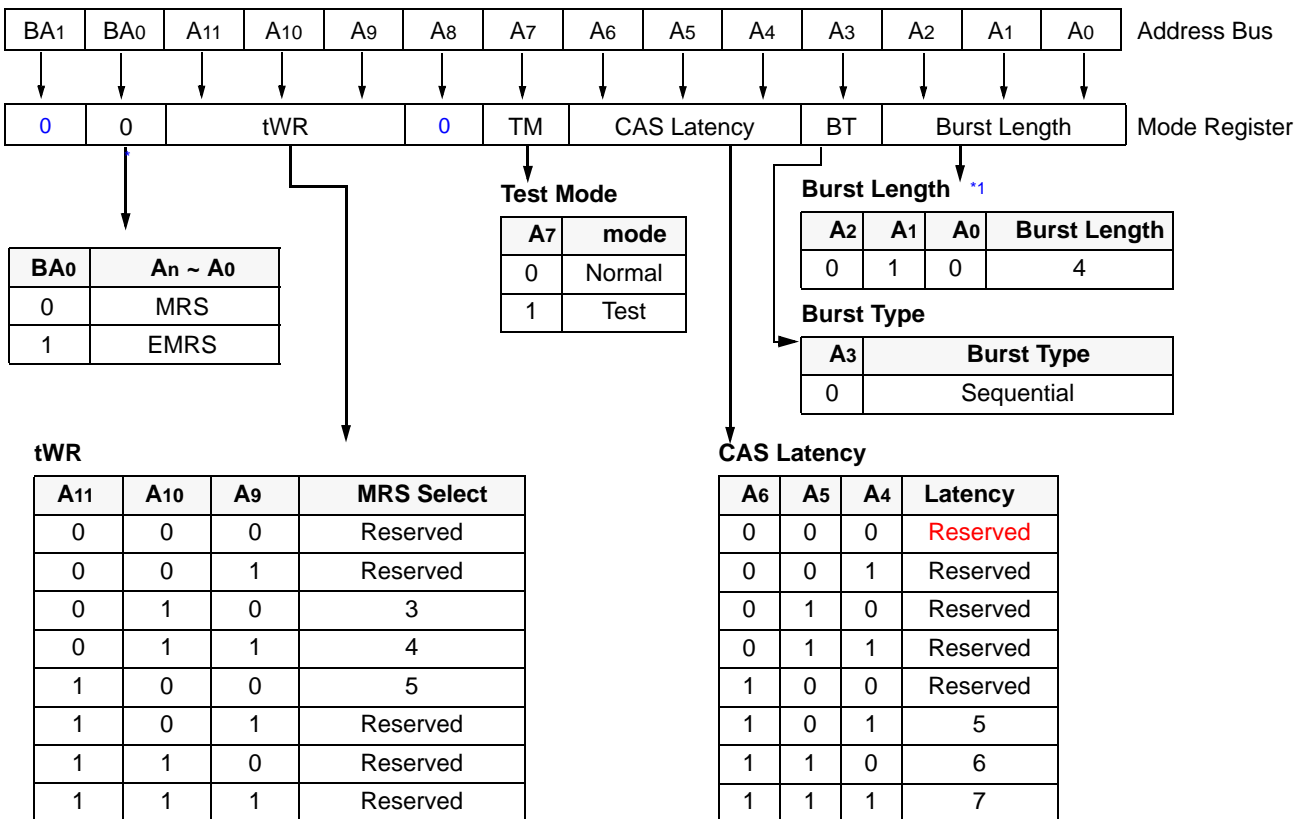 BA1 BA0 A11 A10 A9 A8 A7 A6 A5 A4 A3 A2 A1 A0 Address Bus
0 0 tWR 0 TM CAS Latency BT Burst Length Mode Register
*
Test Mode
A7 mode
0 Normal
1 Test
Burst Length *1
A2 A1 A0 Burst Length
0 1 0 4
BA0 An ~ A0
0 MRS
1 EMRS
Burst Type
A3 Burst Type
0 Sequential
tWR
A11 A10 A9 MRS Select
0 0 0 Reserved
0 0 1 Reserved
0 1 0 3
0 1 1 4
1 0 0 5
1 0 1 Reserved
1 1 0 Reserved
1 1 1 Reserved
CAS Latency
A6 A5 A4 Latency
0 0 0 Reserved
0 0 1 Reserved
0 1 0 Reserved
0 1 1 Reserved
1 0 0 Reserved
1 0 1 5
1 1 0 6
1 1 1 7